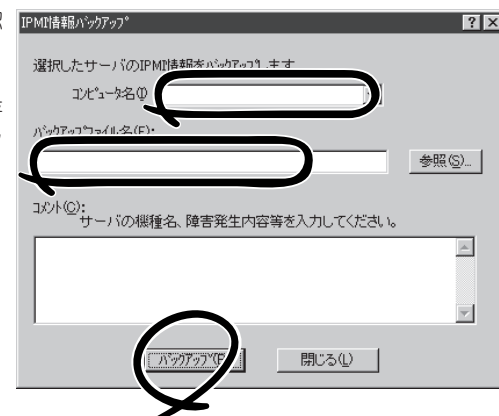 IPMI情報ﾊﾞｯｸｱｯﾌﾟ
選択したサーバのIPMI情報をﾊﾞｯｸｱｯﾌﾟします
ｺﾝﾋﾟｭｰﾀ名(I)
ﾊﾞｯｸｱｯﾌﾟﾌｧｲﾙ名(F):
参照(S)...
ｺﾒﾝﾄ(C):
サーバの機種名、障害発生内容等を入力してください。
ﾊﾞｯｸｱｯﾌﾟ
閉じる(L)